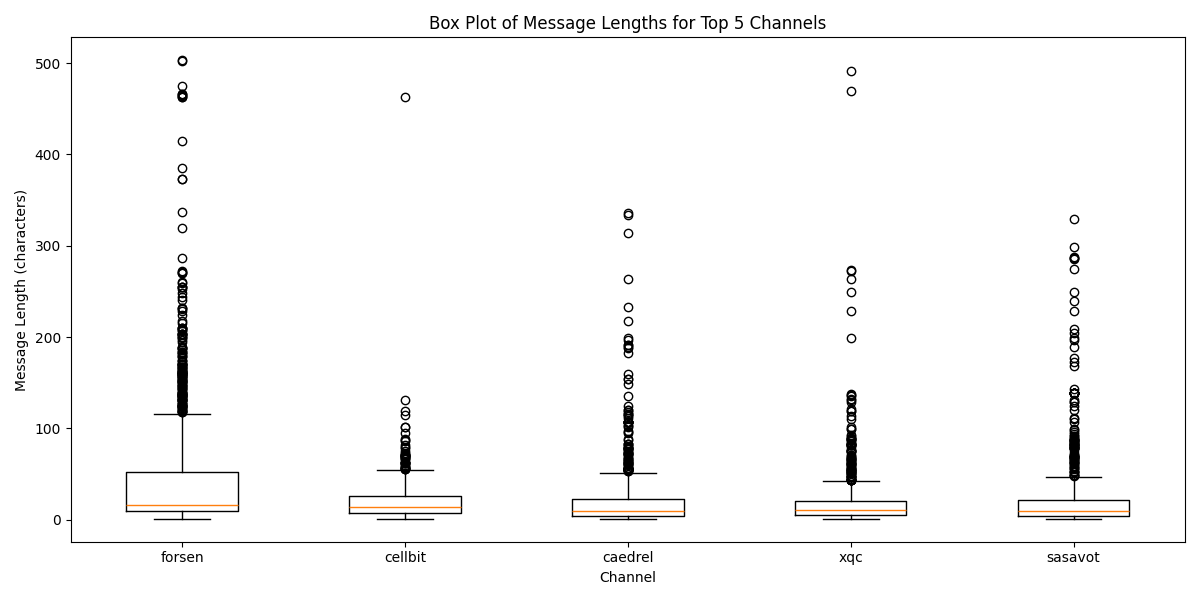 Box Plot of Message Lengths for Top 5 Channels
Message Length (characters)
500
400
300
200
100
0
forsen cellbit caedrel xqc sasavot
Channel